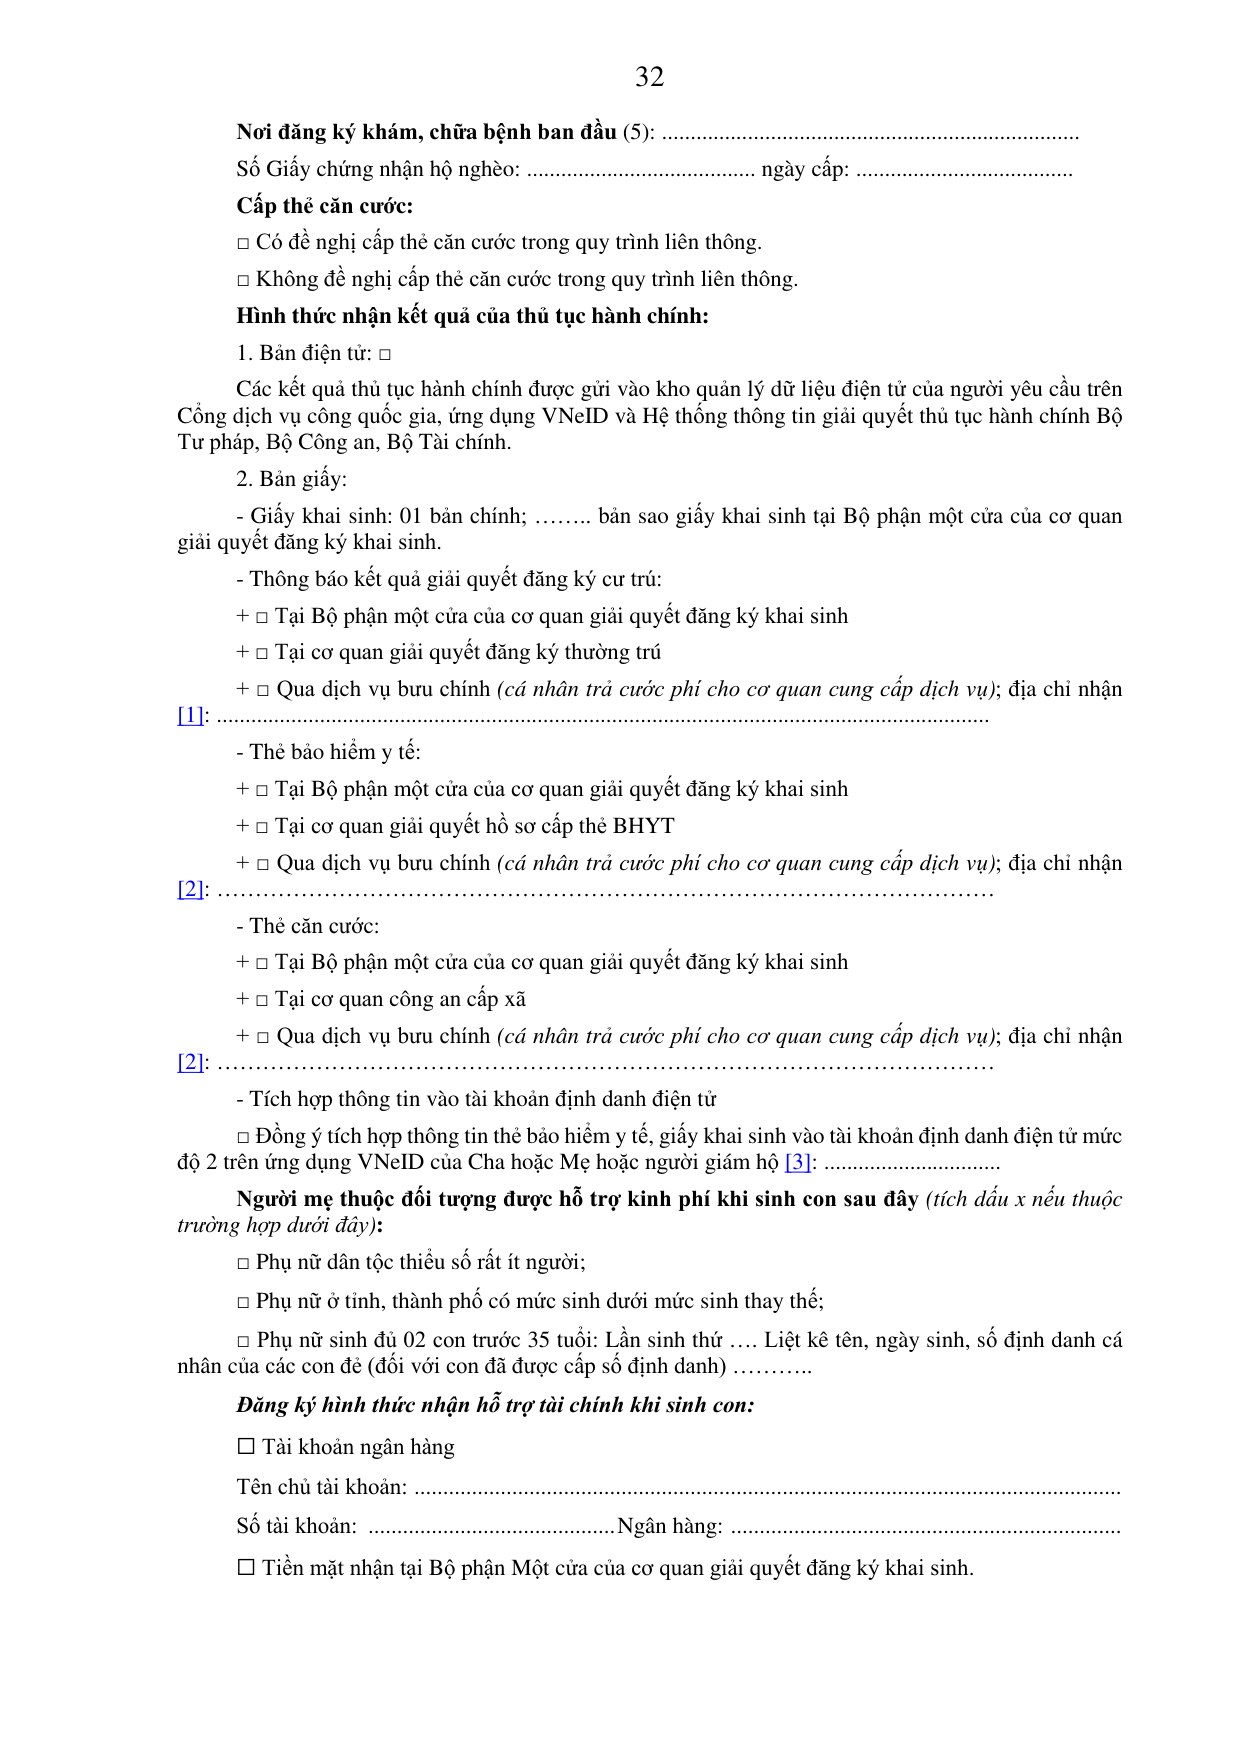 32
Nơi đăng ký khám, chữa bệnh ban đầu (5): .........................................................................
Số Giấy chứng nhận hộ nghèo: ........................................ ngày cấp: ......................................
Cấp thẻ căn cước:
□ Có đề nghị cấp thẻ căn cước trong quy trình liên thông.
□ Không đề nghị cấp thẻ căn cước trong quy trình liên thông.
Hình thức nhận kết quả của thủ tục hành chính:
1. Bản điện tử: □
Các kết quả thủ tục hành chính được gửi vào kho quản lý dữ liệu điện tử của người yêu cầu trên
Cổng dịch vụ công quốc gia, ứng dụng VNeID và Hệ thống thông tin giải quyết thủ tục hành chính Bộ
Tư pháp, Bộ Công an, Bộ Tài chính.
2. Bản giấy:
- Giấy khai sinh: 01 bản chính; …….. bản sao giấy khai sinh tại Bộ phận một cửa của cơ quan
giải quyết đăng ký khai sinh.
- Thông báo kết quả giải quyết đăng ký cư trú:
+ □ Tại Bộ phận một cửa của cơ quan giải quyết đăng ký khai sinh
+ □ Tại cơ quan giải quyết đăng ký thường trú
+ □ Qua dịch vụ bưu chính (cá nhân trả cước phí cho cơ quan cung cấp dịch vụ); địa chỉ nhận
[1]: .......................................................................................................................................
- Thẻ bảo hiểm y tế:
+ □ Tại Bộ phận một cửa của cơ quan giải quyết đăng ký khai sinh
+ □ Tại cơ quan giải quyết hồ sơ cấp thẻ BHYT
+ □ Qua dịch vụ bưu chính (cá nhân trả cước phí cho cơ quan cung cấp dịch vụ); địa chỉ nhận
[2]: …………………………………………………………………………………………
- Thẻ căn cước:
+ □ Tại Bộ phận một cửa của cơ quan giải quyết đăng ký khai sinh
+ □ Tại cơ quan công an cấp xã
+ □ Qua dịch vụ bưu chính (cá nhân trả cước phí cho cơ quan cung cấp dịch vụ); địa chỉ nhận
[2]: …………………………………………………………………………………………
- Tích hợp thông tin vào tài khoản định danh điện tử
□ Đồng ý tích hợp thông tin thẻ bảo hiểm y tế, giấy khai sinh vào tài khoản định danh điện tử mức
độ 2 trên ứng dụng VNeID của Cha hoặc Mẹ hoặc người giám hộ [3]: ...............................
Người mẹ thuộc đối tượng được hỗ trợ kinh phí khi sinh con sau đây (tích dấu x nếu thuộc
trường hợp dưới đây):
□ Phụ nữ dân tộc thiểu số rất ít người;
□ Phụ nữ ở tỉnh, thành phố có mức sinh dưới mức sinh thay thế;
□ Phụ nữ sinh đủ 02 con trước 35 tuổi: Lần sinh thứ …. Liệt kê tên, ngày sinh, số định danh cá
nhân của các con đẻ (đối với con đã được cấp số định danh) ………..
Đăng ký hình thức nhận hỗ trợ tài chính khi sinh con:
☐ Tài khoản ngân hàng
Tên chủ tài khoản: ............................................................................................................................
Số tài khoản: ...........................................Ngân hàng: ....................................................................
☐ Tiền mặt nhận tại Bộ phận Một cửa của cơ quan giải quyết đăng ký khai sinh.